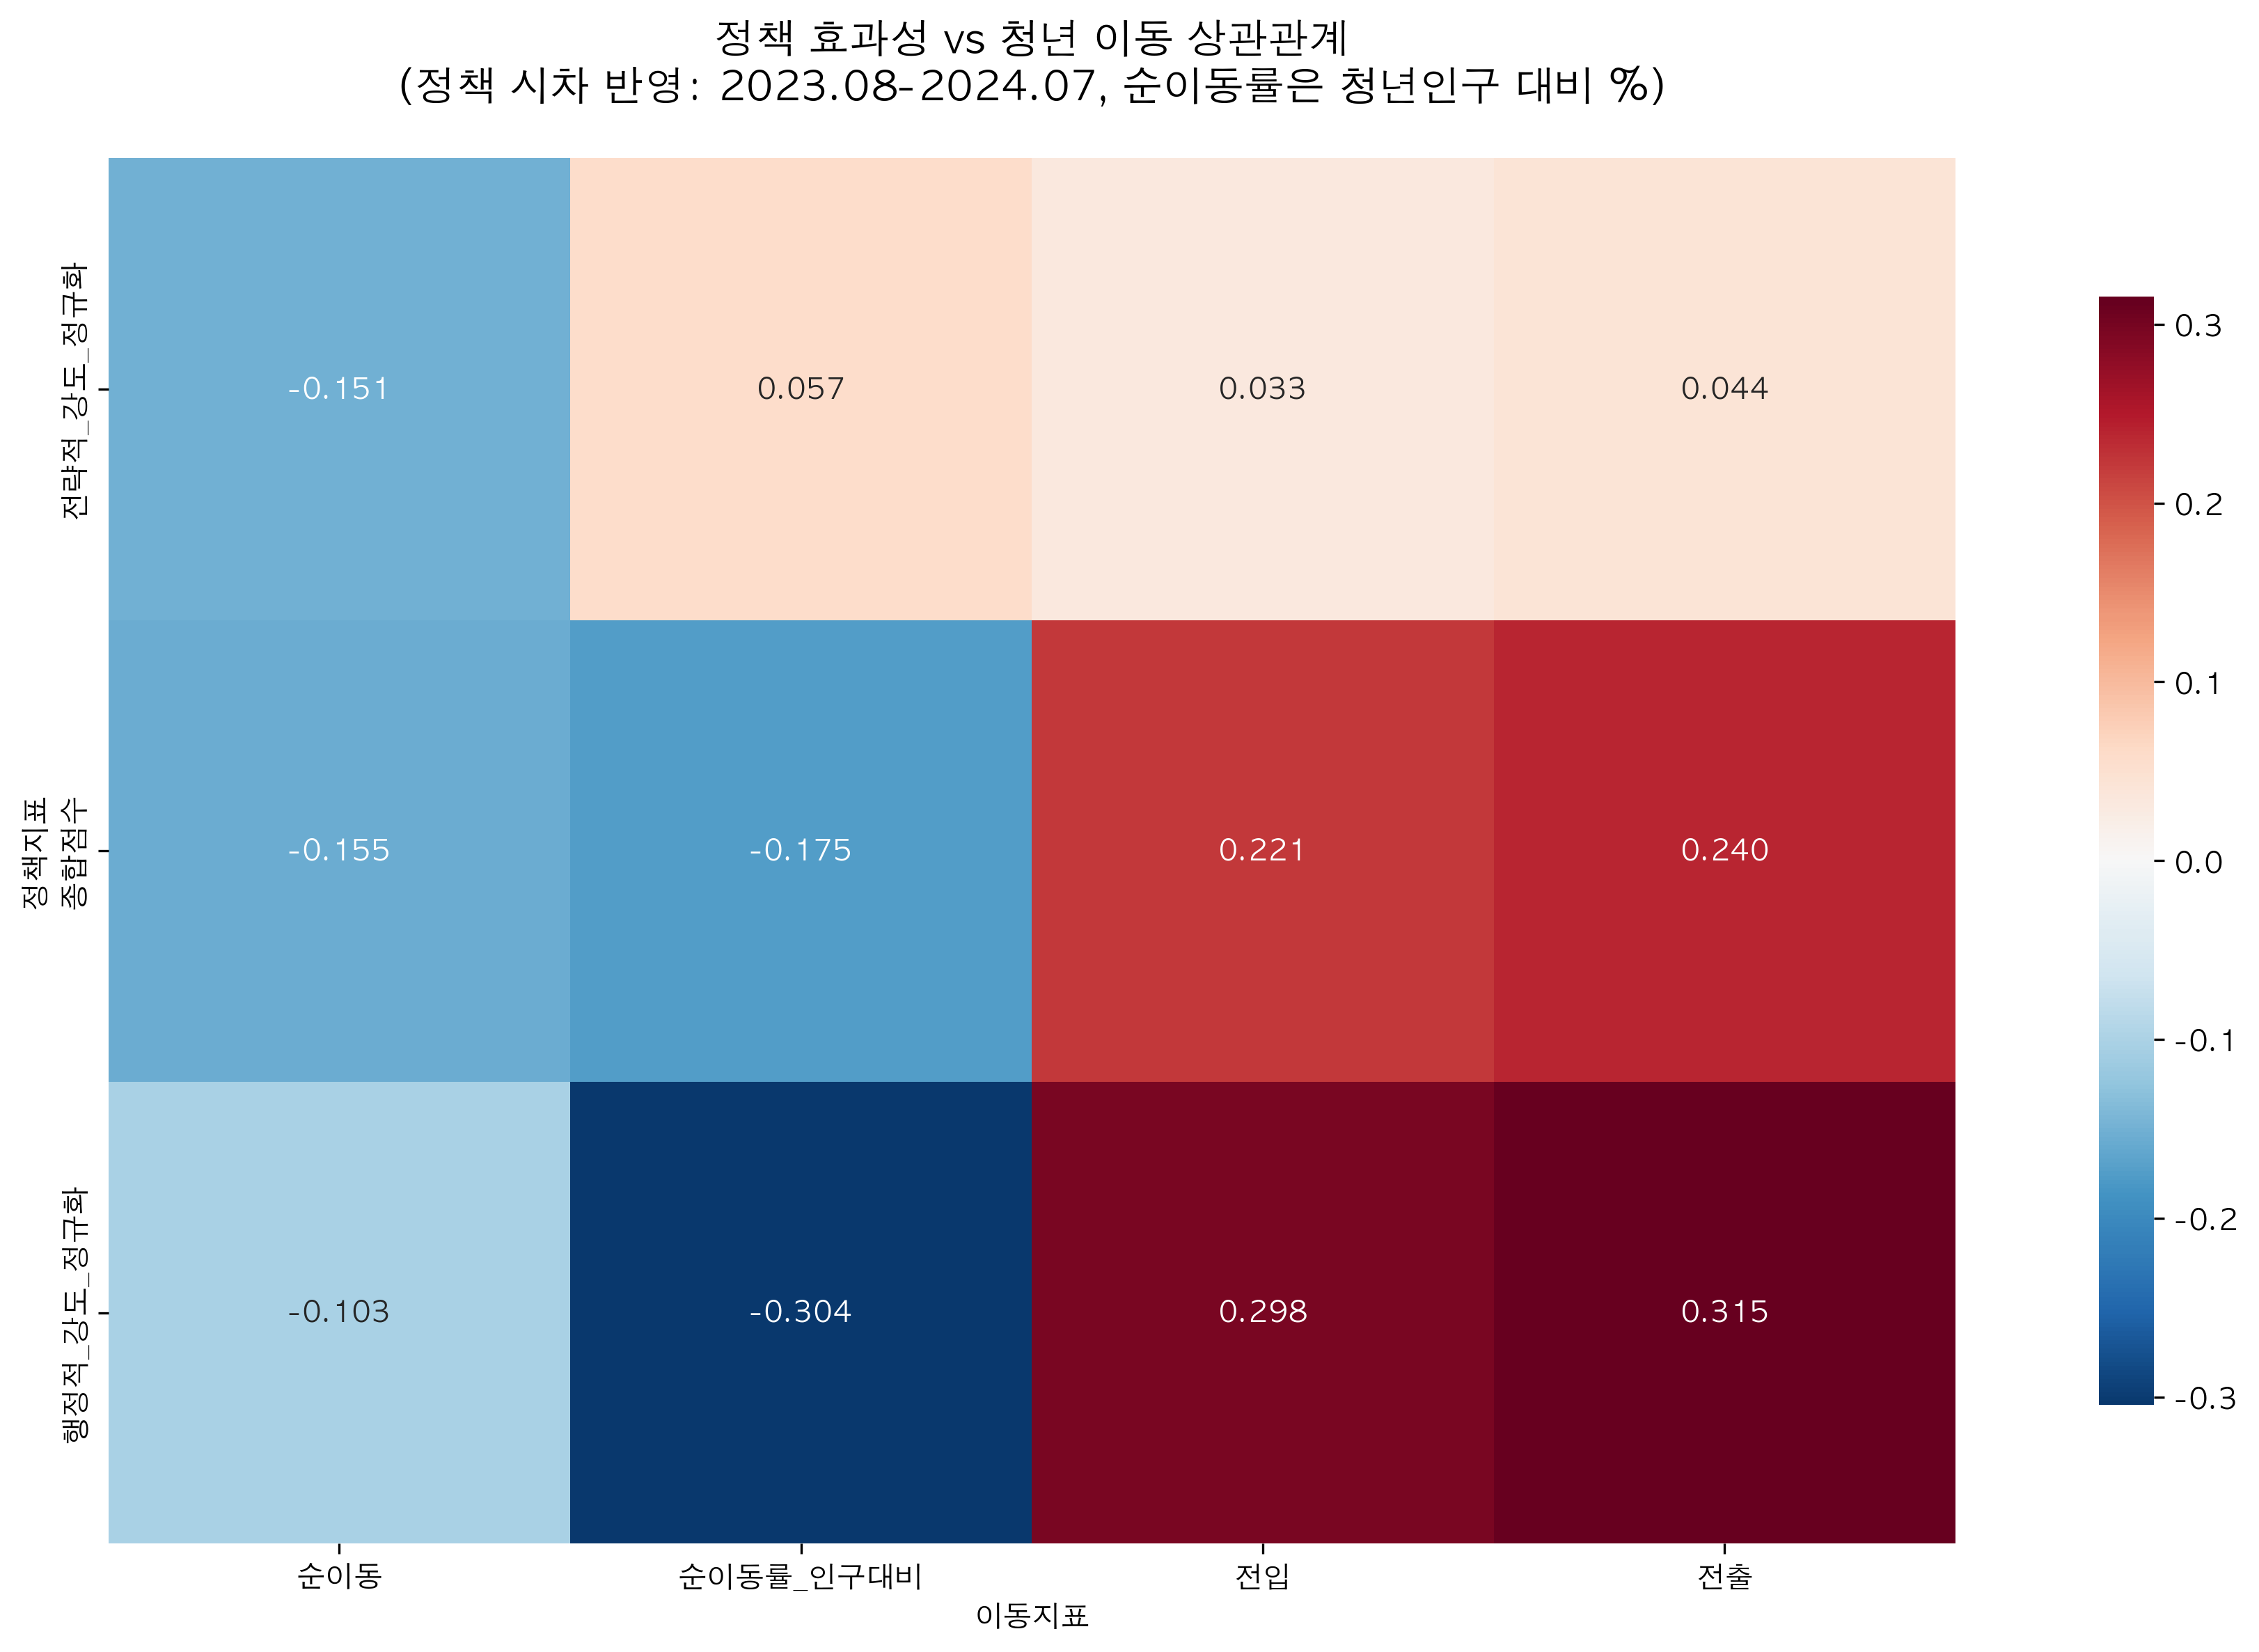 정책 효과성 vs 청년 이동 상관관계
(정책 시차 반영: 2023.08-2024.07, 순이동률은 청년인구 대비 %)
정책지표
전략적_강도_정규화
-0.151 0.057 0.033 0.044
종합점수
-0.155 -0.175 0.221 0.240
행정적_강도_정규화
-0.103 -0.304 0.298 0.315
순이동 순이동률_인구대비 전입 전출
이동지표
0.3
0.2
0.1
0.0
-0.1
-0.2
-0.3